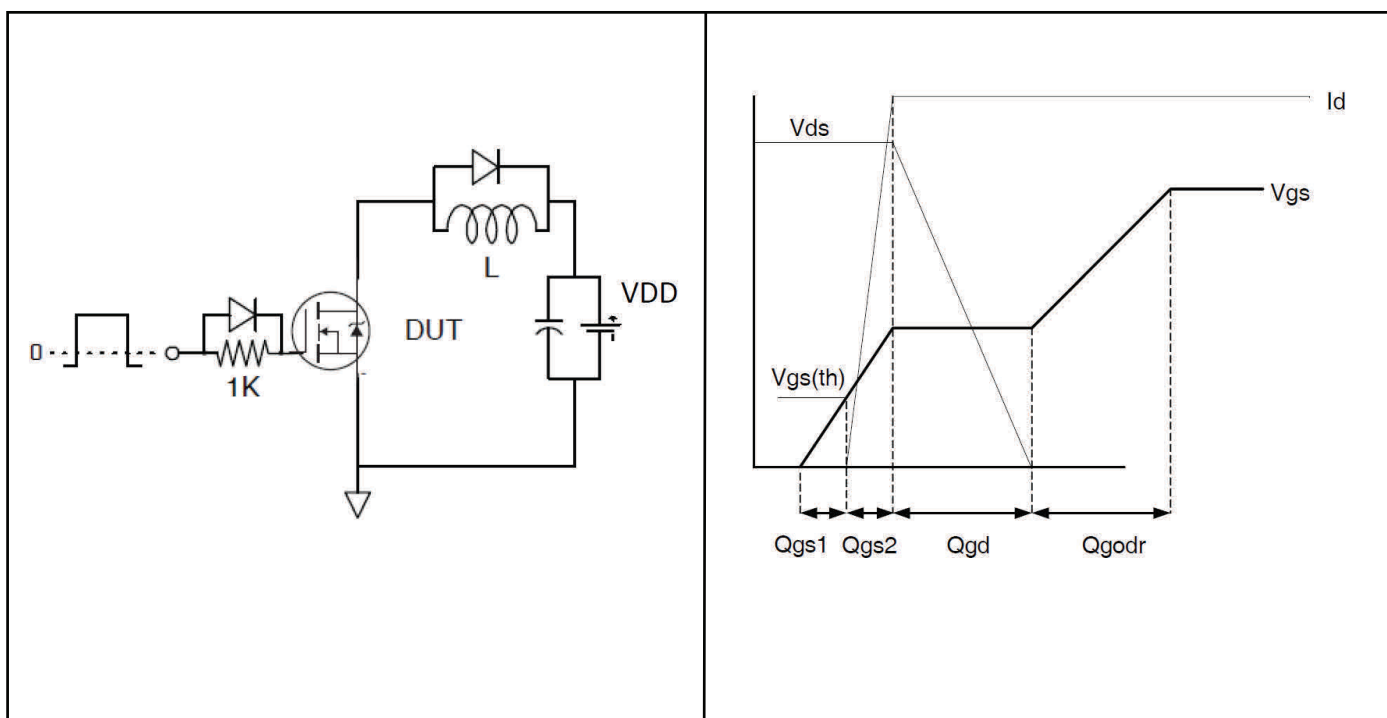 L
VDD
DUT
0
1K
Id
Vds
Vgs
Vgs(th)
Qgs1 Qgs2 Qgd Qgodr